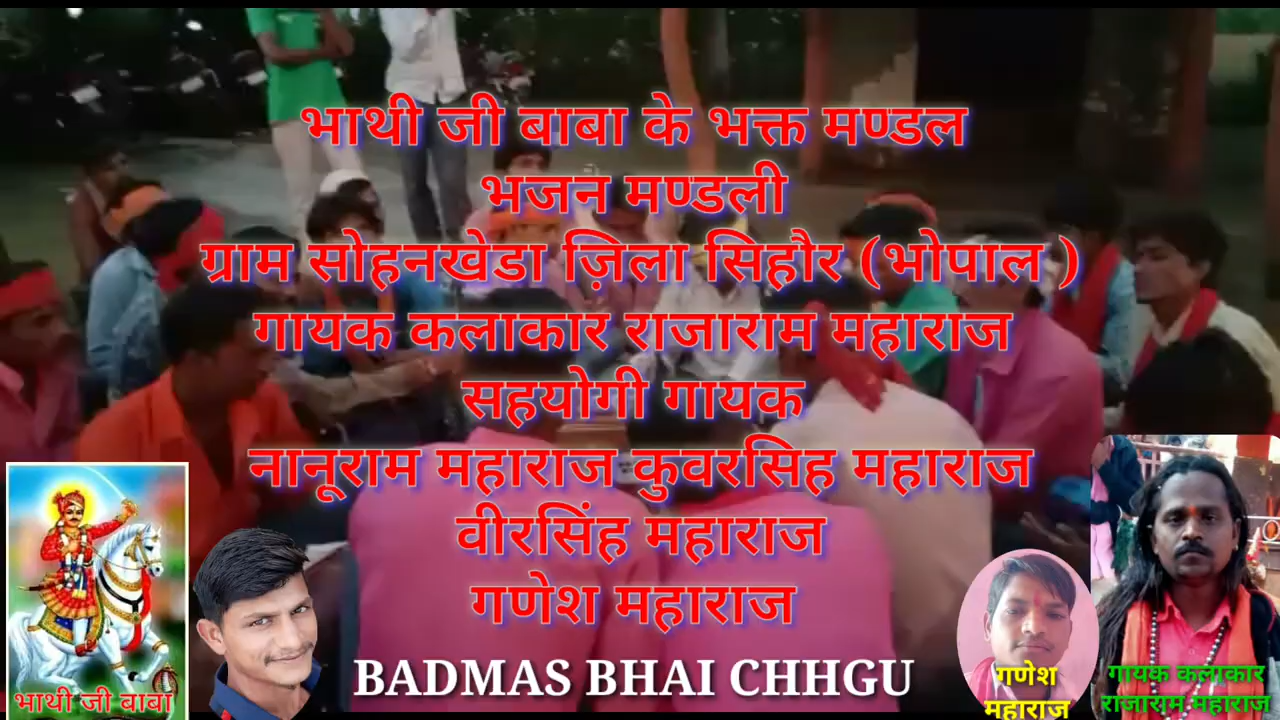 भाथी जी बाबा के भक्त मण्डल
भजन मण्डली
ग्राम सोहनखेडा ज़िला सिहौर (भोपाल )
गायक कलाकार राजाराम महाराज
सहयोगी गायक
नानूराम महाराज कुवरसिह महाराज
वीरसिंह महाराज
गणेश महाराज
BADMAS BHAI CHHGU
भाथी जी बाबा
गणेश
महाराज
गायक कलाकार
राजाराम महाराज